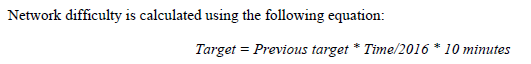 Network difficulty is calculated using the following equation:
Target = Previous target * Time/2016 * 10 minutes